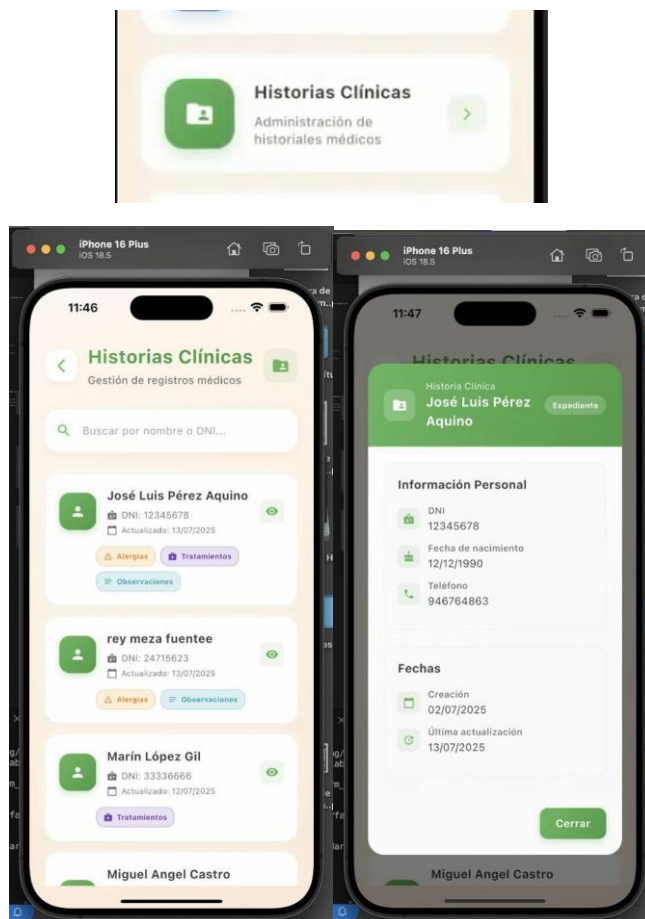 Historias Clínicas
Administración de
historiales médicos
iPhone 16 Plus
iOS 18.5
11:46
Historias Clínicas
Gestión de registros médicos
Buscar por nombre o DNI...
José Luis Pérez Aquino
DNI: 12345678
Actualizado: 13/07/2025
Alergias
Tratamientos
Observaciones
rey meza fuentee
DNI: 24715623
Actualizado: 13/07/2025
Alergias
Observaciones
Marín López Gil
DNI: 33336666
Actualizado: 12/07/2025
Tratamientos
Miguel Angel Castro
iPhone 16 Plus
iOS 18.5
11:47
Historias Clínicas
Historia Clínica
José Luis Pérez
Aquino
Expediente
Información Personal
DNI
12345678
Fecha de nacimiento
12/12/1990
Teléfono
946764863
Fechas
Creación
02/07/2025
Última actualización
13/07/2025
Cerrar
Miguel Angel Castro